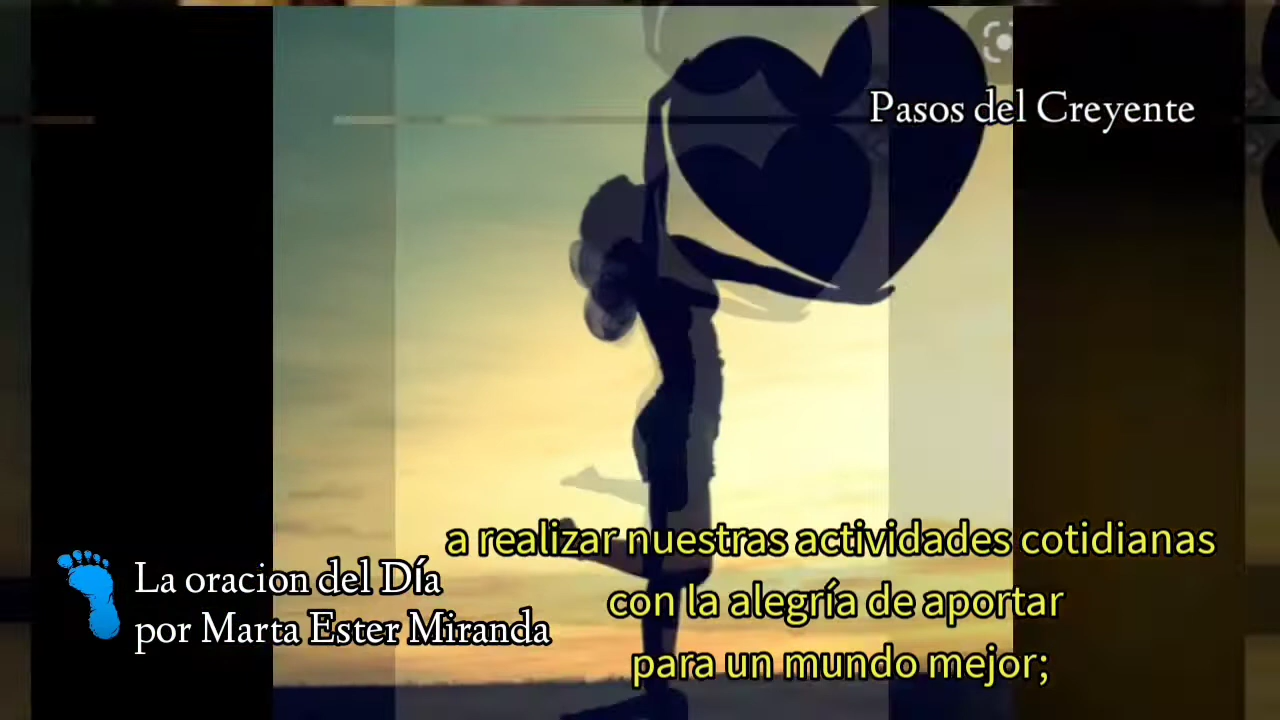 Pasos del Creyente
a realizar nuestras actividades cotidianas
con la alegría de aportar
para un mundo mejor;
La oracion del Día
por Marta Ester Miranda